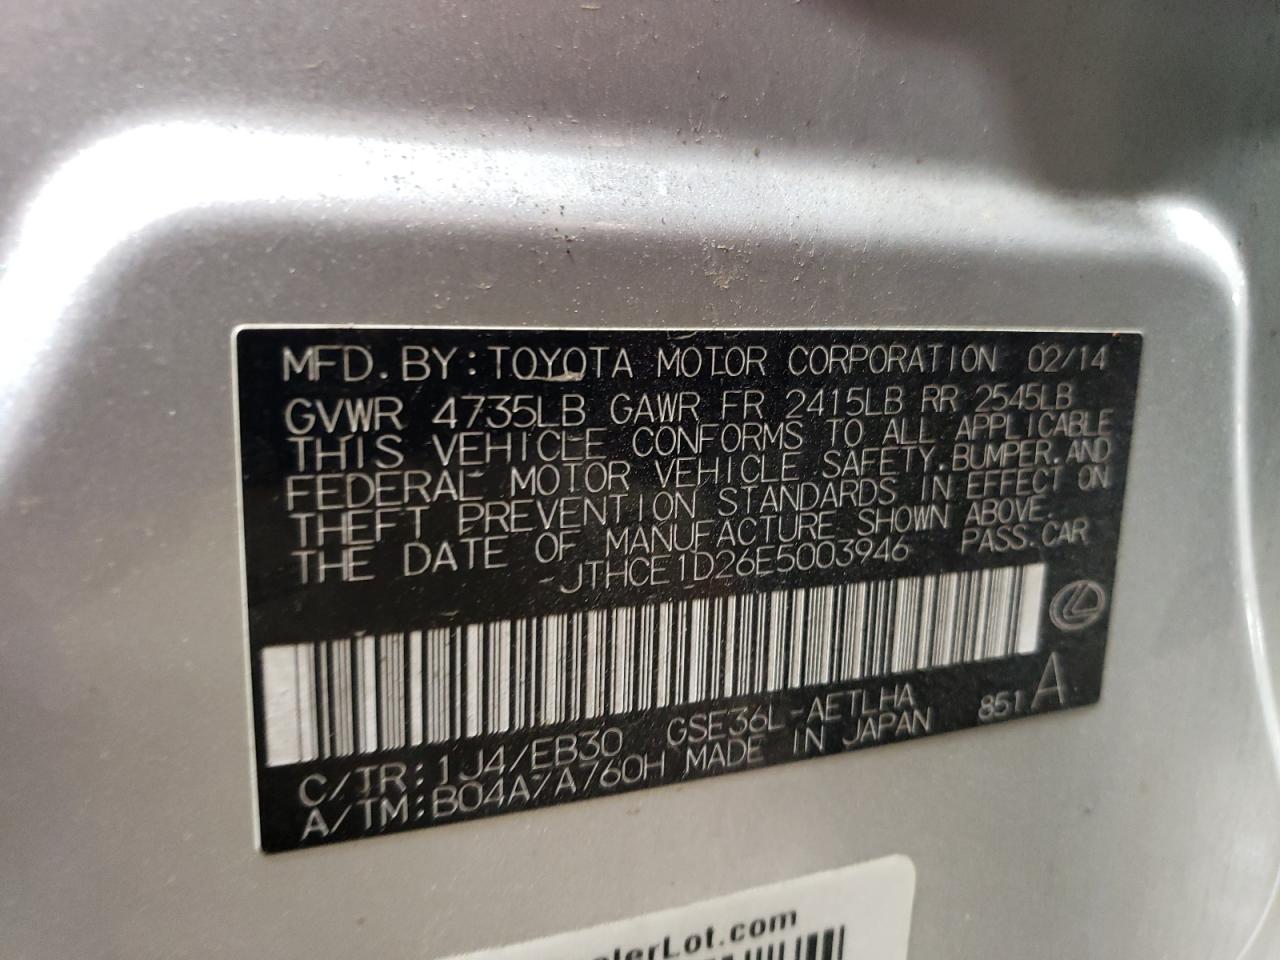 MFD. BY: TOYOTA MOTOR CORPORATION 02/14
GVWR 4735LB GAWR FR 2415LB RR 2545LB
THIS VEHICLE CONFORMS TO ALL APPLICABLE
FEDERAL MOTOR VEHICLE SAFETY, BUMPER, AND
THEFT PREVENTION STANDARDS IN EFFECT ON
THE DATE OF MANUFACTURE SHOWN ABOVE.
-JTHCE1D26E5003946- PASS.CAR
C/TR:1J4/EB30 GSE36L-AETLHA 851 A
A/TM:B04A/A760H MADE IN JAPAN
Lot.com